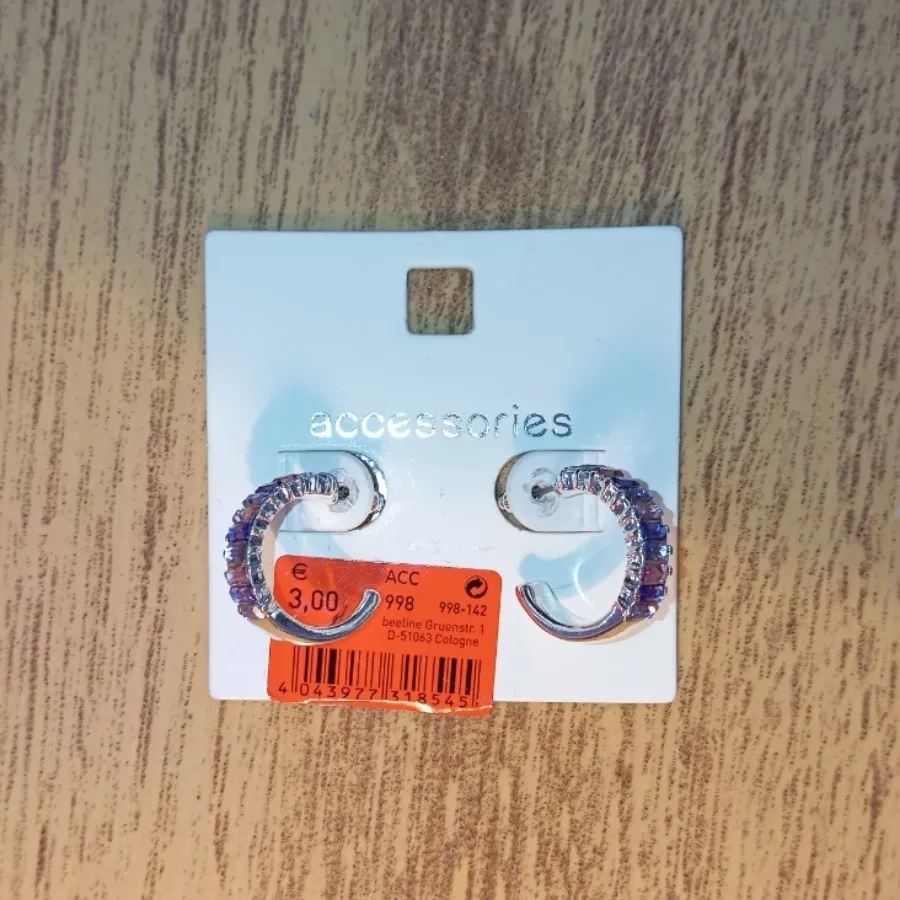 accessories
€ ACC
3,00 998 998-142
beeline Gruenstr. 1
D-51063 Cologne
4 043977 318545